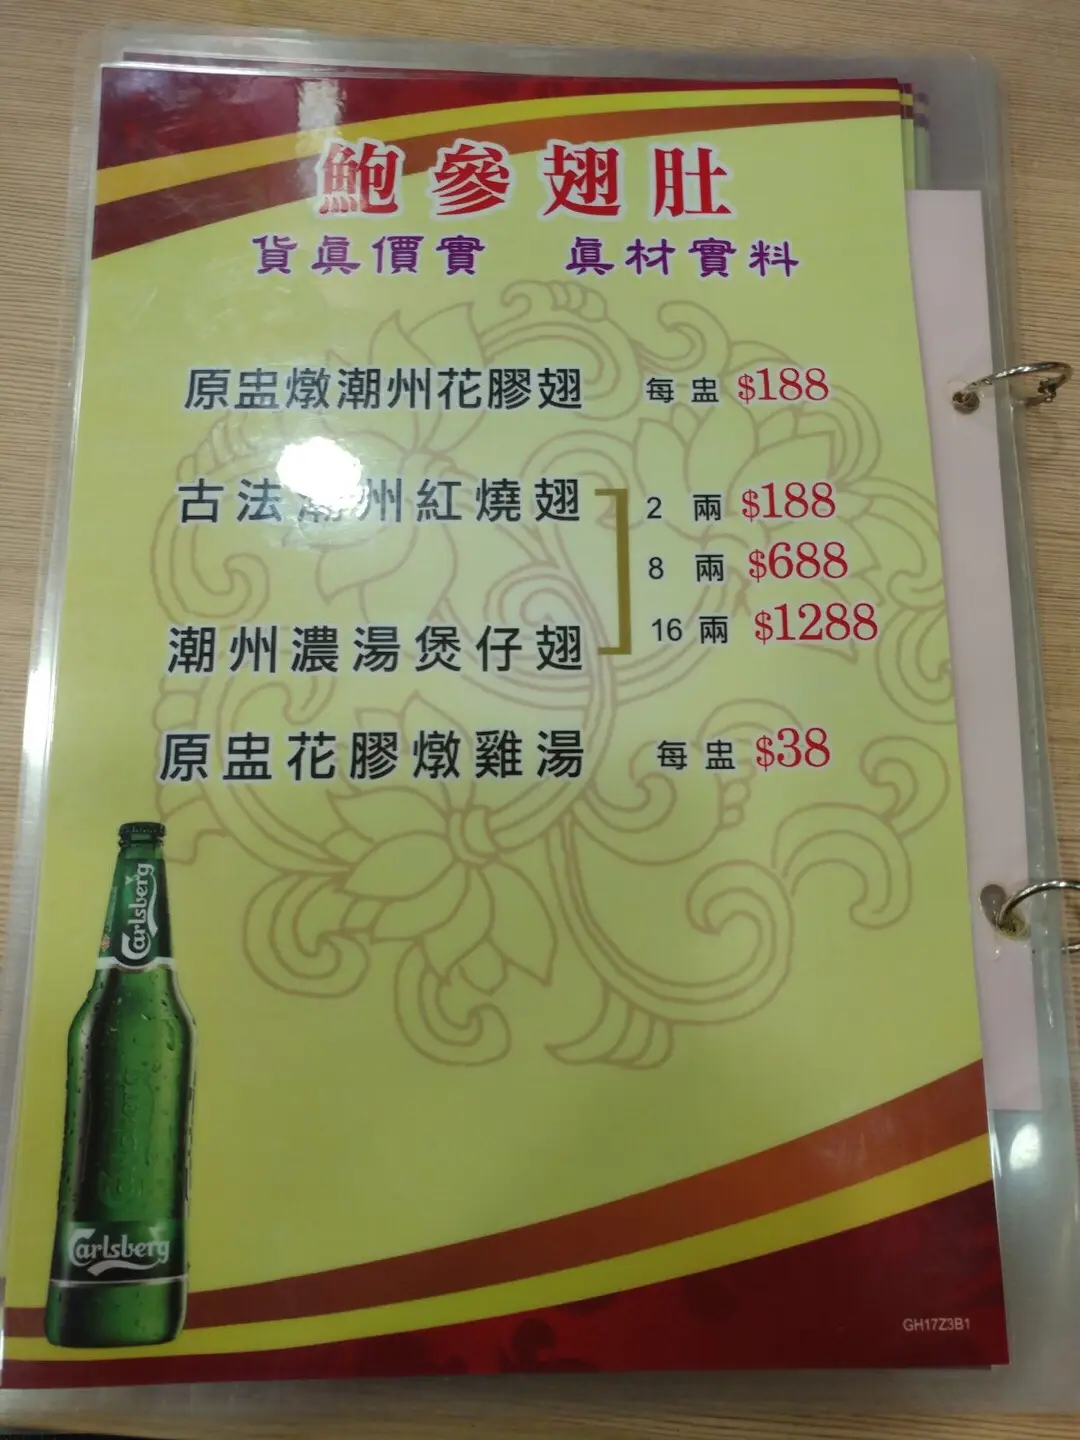 鮑參翅肚
貨真價實 真材實料
原盅燉潮州花膠翅 每盅 $188
古法潮州紅燒翅 2 兩 $188
8 兩 $688
16 兩 $1288
潮州濃湯煲仔翅
原盅花膠燉雞湯 每盅 $38
Carlsberg
Carlsberg
GH17Z3B1